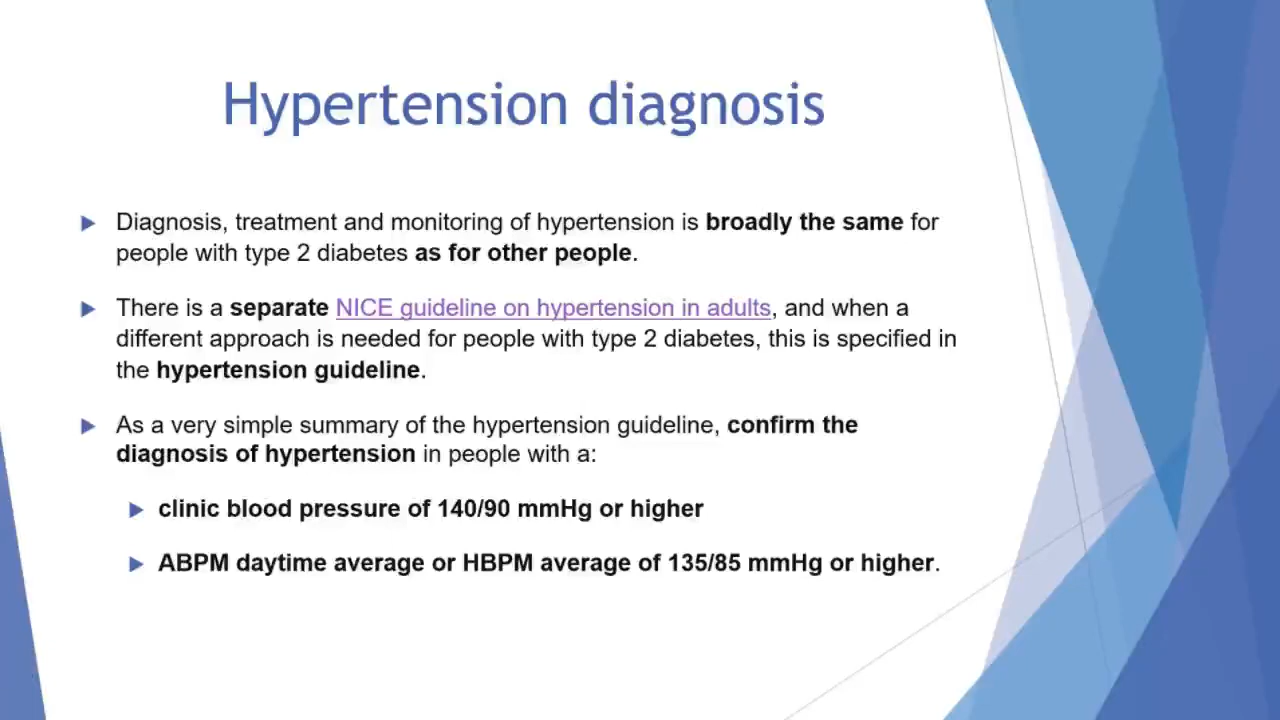 Hypertension diagnosis
Diagnosis, treatment and monitoring of hypertension is broadly the same for
people with type 2 diabetes as for other people.
There is a separate NICE guideline on hypertension in adults, and when a
different approach is needed for people with type 2 diabetes, this is specified in
the hypertension guideline.
As a very simple summary of the hypertension guideline, confirm the
diagnosis of hypertension in people with a:
clinic blood pressure of 140/90 mmHg or higher
ABPM daytime average or HBPM average of 135/85 mmHg or higher.